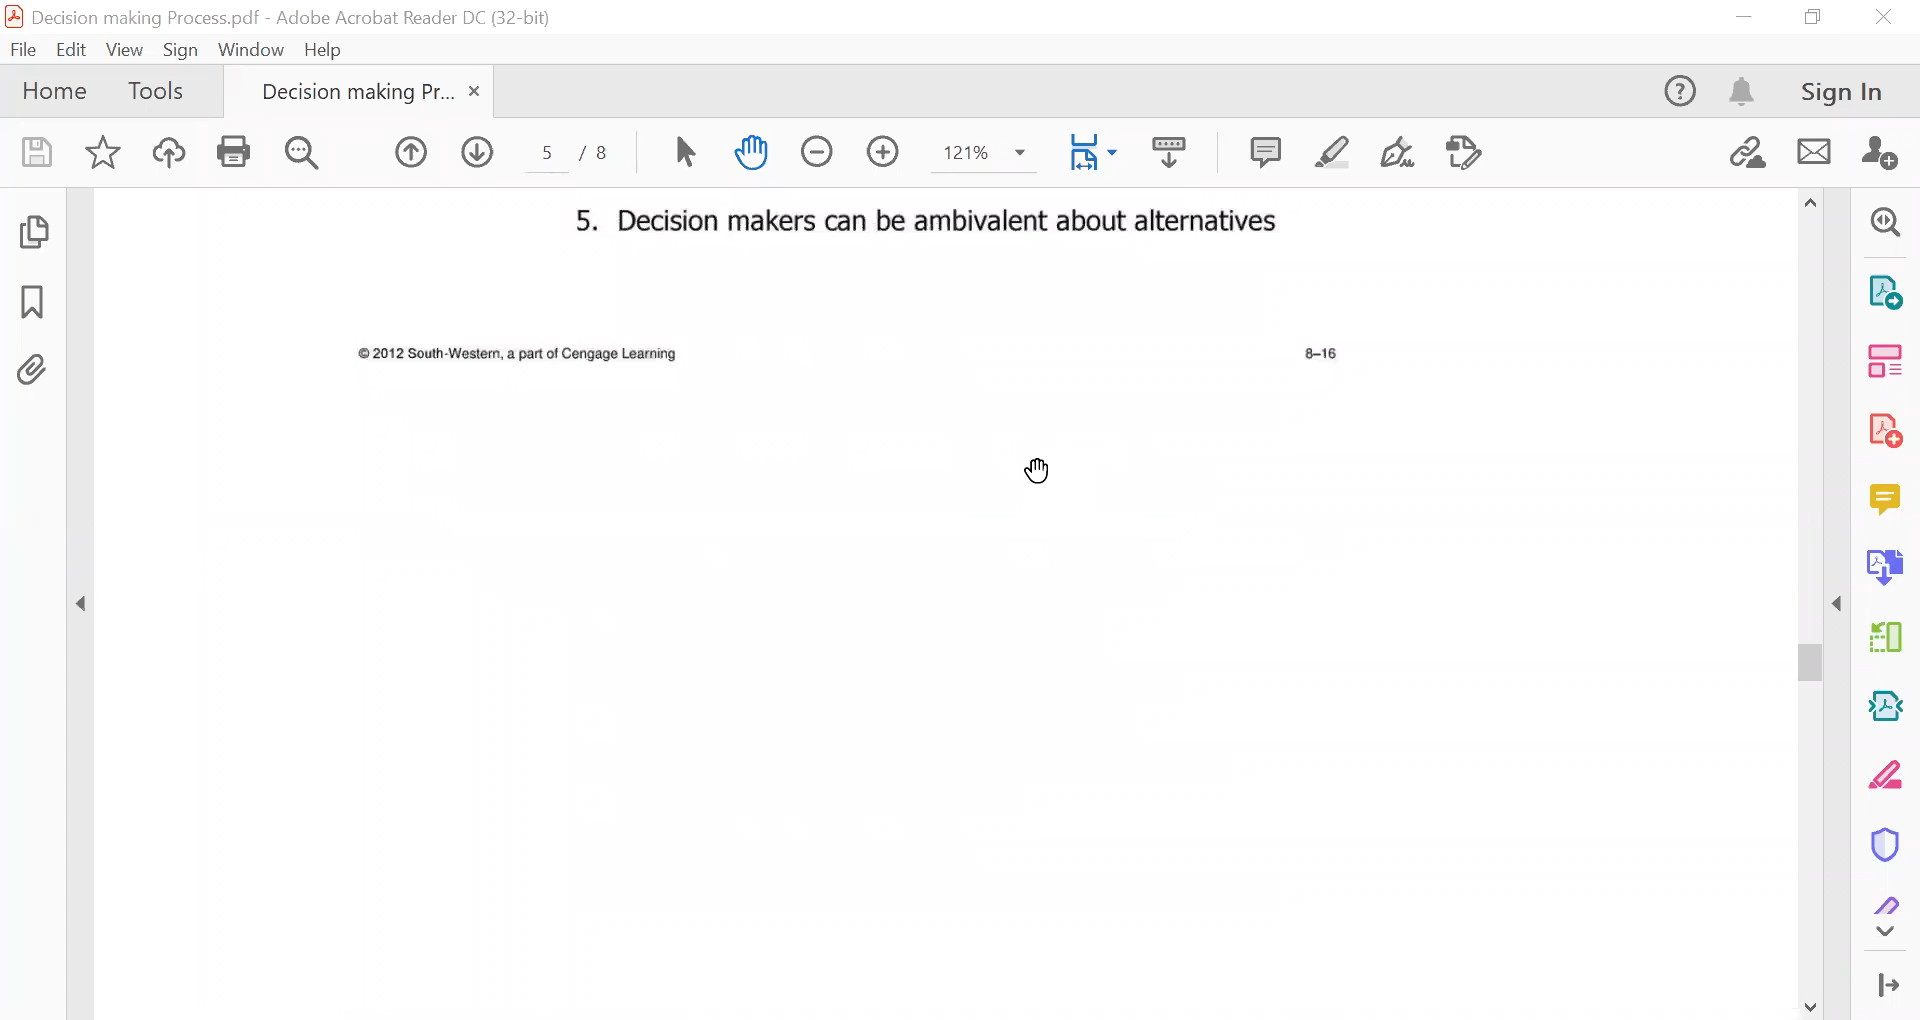 Decision making Process.pdf - Adobe Acrobat Reader DC (32-bit)
File Edit View Sign Window Help
Home Tools Decision making Pr... Sign In
5 / 8 121%
5. Decision makers can be ambivalent about alternatives
© 2012 South-Western, a part of Cengage Learning 8–16